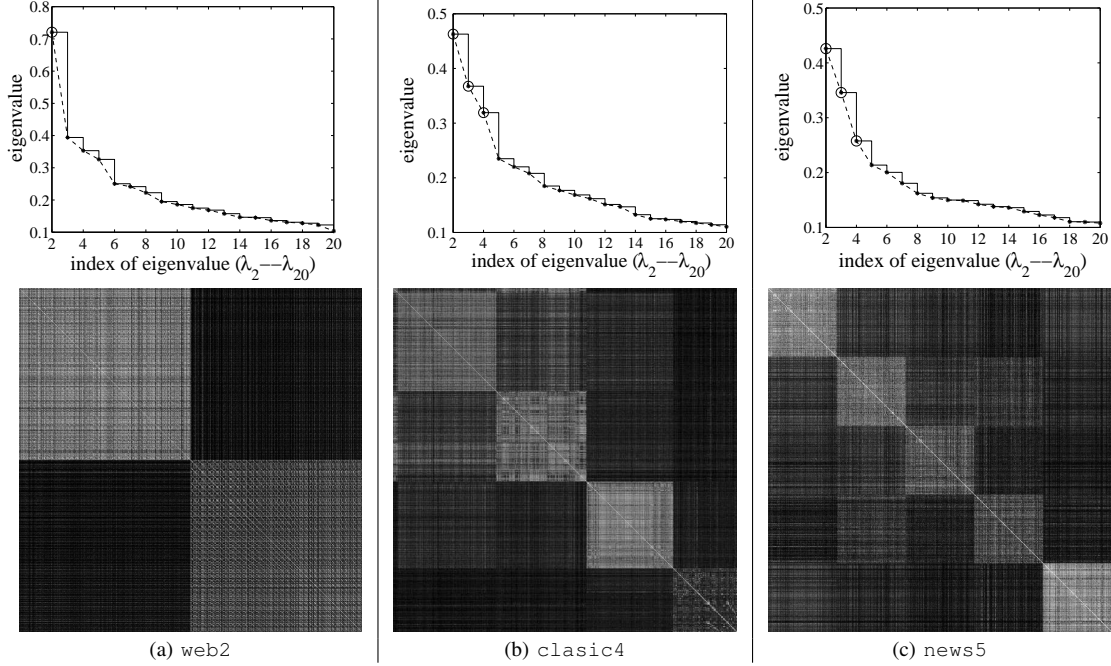 0.8
0.7
0.6
0.5
0.4
0.3
0.2
0.1
eigenvalue
2 4 6 8 10 12 14 16 18 20
index of eigenvalue (λ2−−λ20)
0.5
0.4
0.3
0.2
0.1
eigenvalue
2 4 6 8 10 12 14 16 18 20
index of eigenvalue (λ2−−λ20)
0.5
0.4
0.3
0.2
0.1
eigenvalue
2 4 6 8 10 12 14 16 18 20
index of eigenvalue (λ2−−λ20)
(a) web2
(b) clasic4
(c) news5